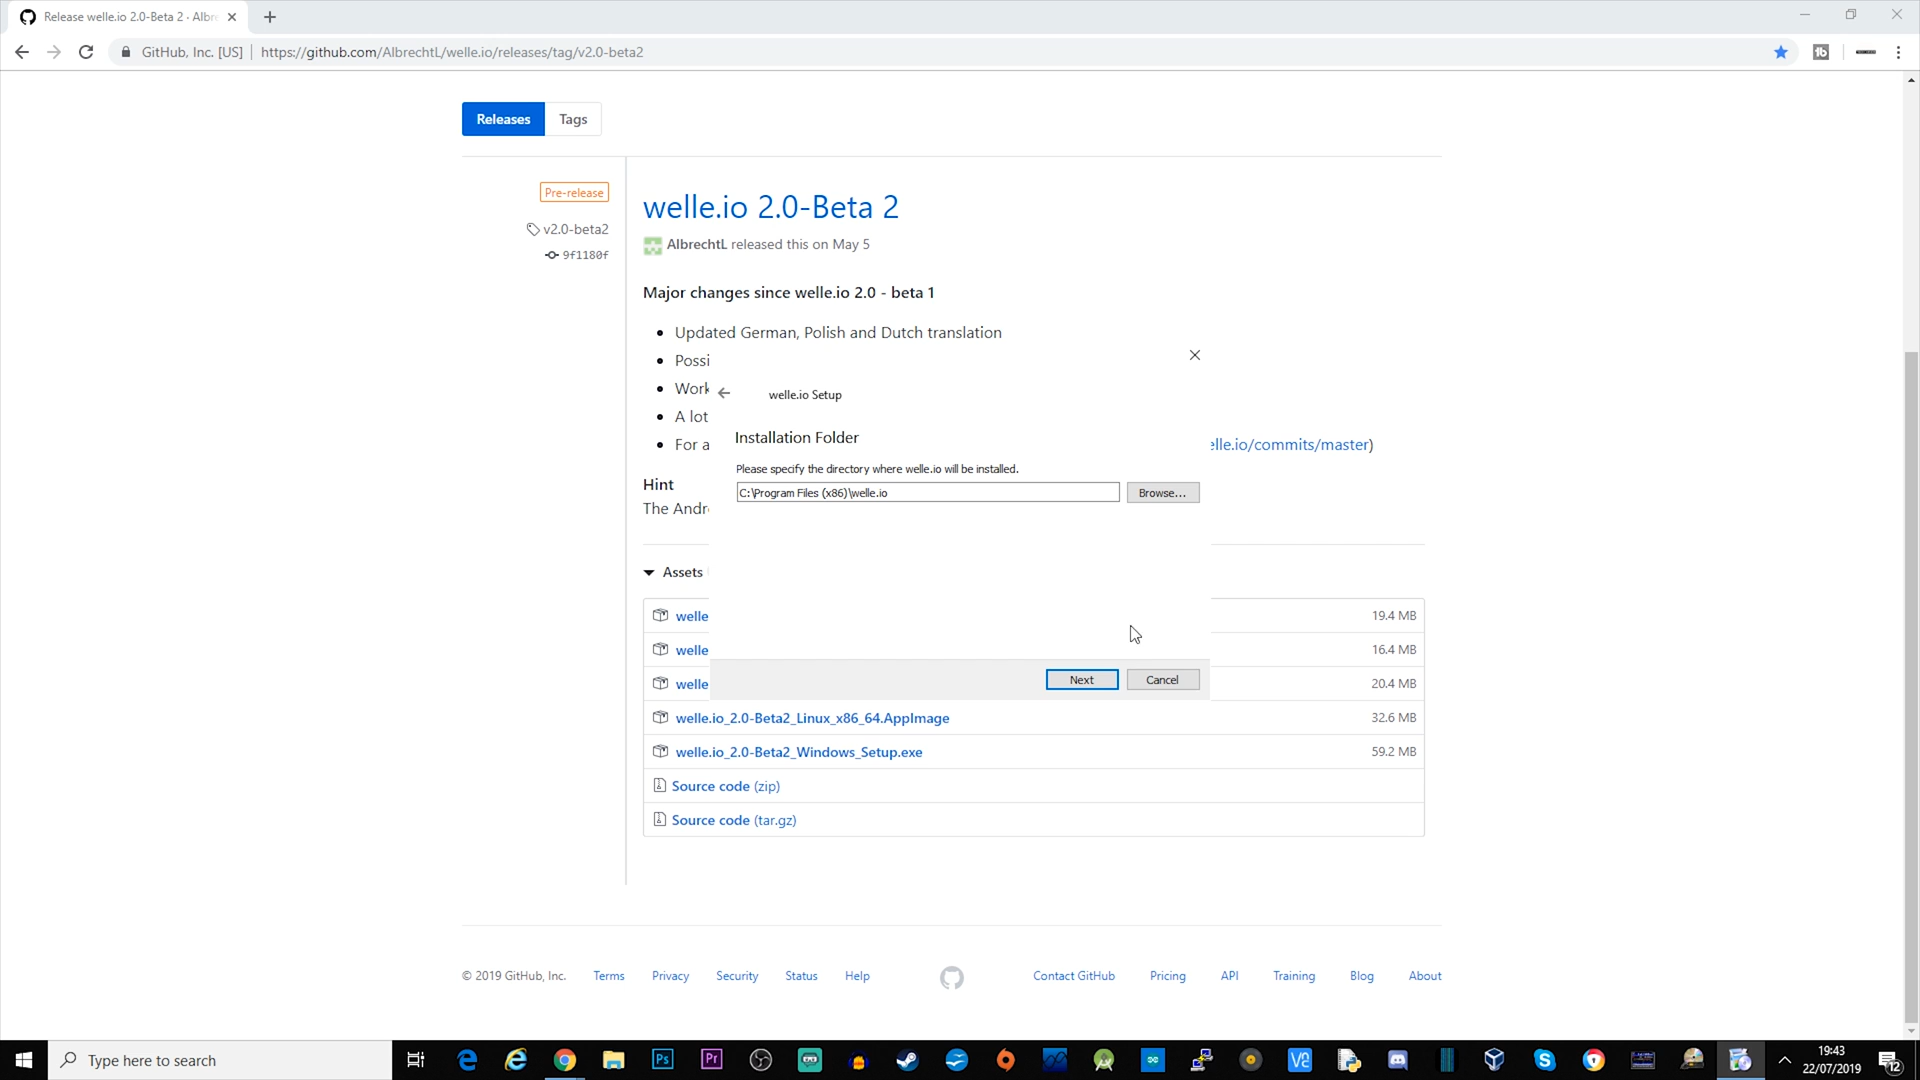 Release welle.io 2.0-Beta 2 · Albre
GitHub, Inc. [US]
https://github.com/AlbrechtL/welle.io/releases/tag/v2.0-beta2
Releases
Tags
Pre-release
v2.0-beta2
9f1180f
welle.io 2.0-Beta 2
AlbrechtL released this on May 5
Major changes since welle.io 2.0 - beta 1
Updated German, Polish and Dutch translation
Possi
Work
A lot
For a
elle.io/commits/master)
Hint
The Andr
welle.io Setup
Installation Folder
Please specify the directory where welle.io will be installed.
C:\Program Files (x86)\welle.io
Browse...
Next
Cancel
Assets
welle
19.4 MB
welle
16.4 MB
welle
20.4 MB
welle.io_2.0-Beta2_Linux_x86_64.AppImage
32.6 MB
welle.io_2.0-Beta2_Windows_Setup.exe
59.2 MB
Source code (zip)
Source code (tar.gz)
© 2019 GitHub, Inc.
Terms
Privacy
Security
Status
Help
Contact GitHub
Pricing
API
Training
Blog
About
Type here to search
Ps
Pr
19:43
22/07/2019
12